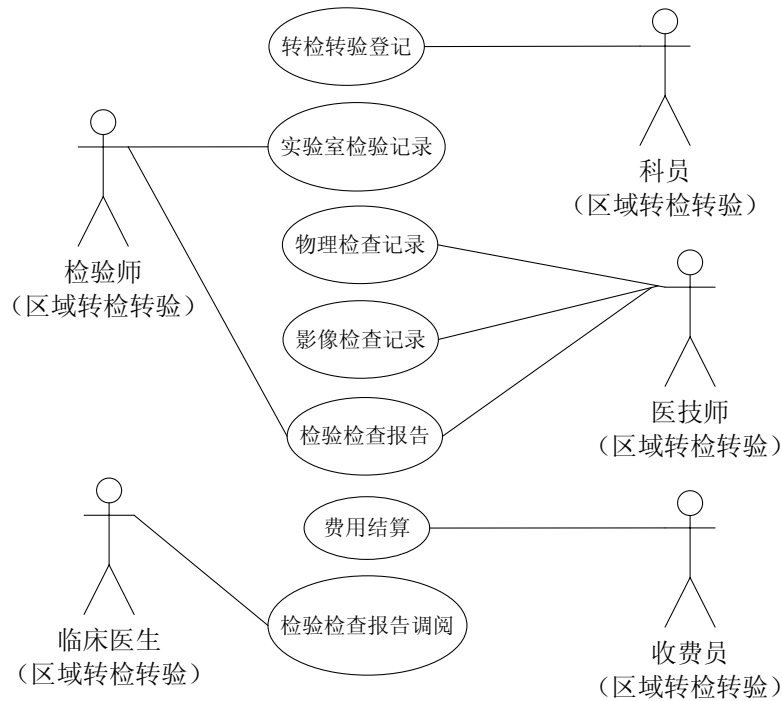 转检转验登记
实验室检验记录
科员
（区域转检转验）
物理检查记录
检验师
（区域转检转验）
影像检查记录
医技师
（区域转检转验）
检验检查报告
费用结算
检验检查报告调阅
临床医生
（区域转检转验）
收费员
（区域转检转验）